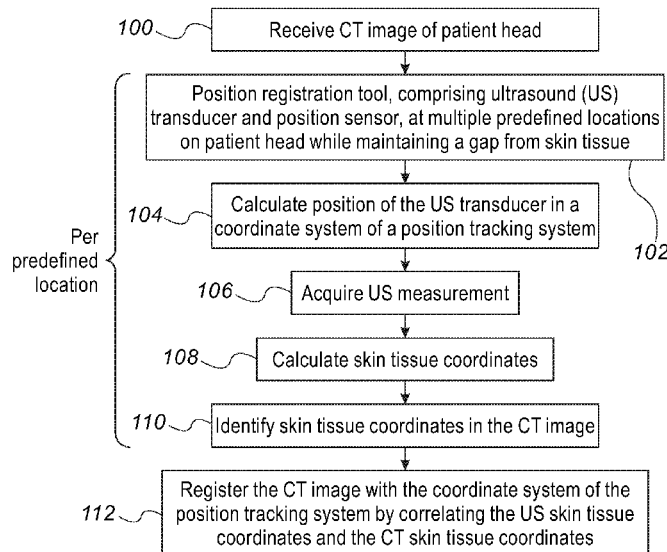 100
Receive CT image of patient head
Per
predefined
location
Position registration tool, comprising ultrasound (US)
transducer and position sensor, at multiple predefined locations
on patient head while maintaining a gap from skin tissue
102
104
Calculate position of the US transducer in a
coordinate system of a position tracking system
106
Acquire US measurement
108
Calculate skin tissue coordinates
110
Identify skin tissue coordinates in the CT image
112
Register the CT image with the coordinate system of the
position tracking system by correlating the US skin tissue
coordinates and the CT skin tissue coordinates